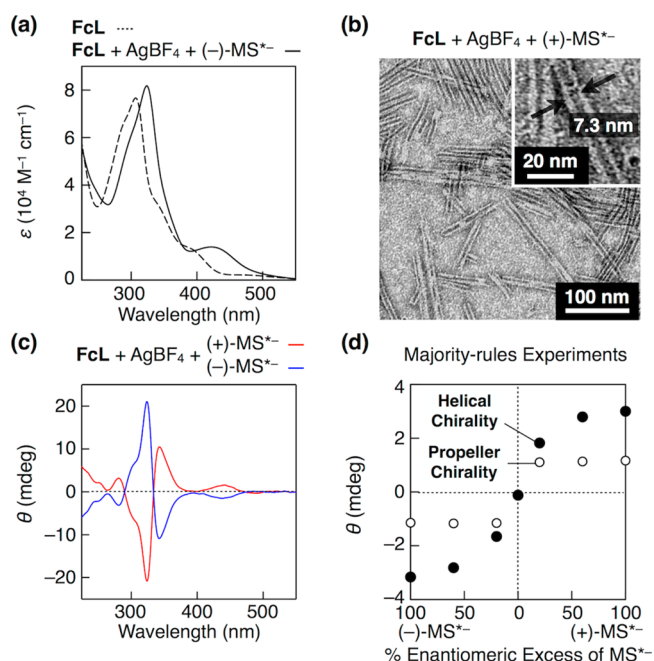 (a)
FcL
FcL + AgBF4 + (−)-MS*−
8
6
4
2
0
ε (10⁴ M⁻¹ cm⁻¹)
300
400
500
Wavelength (nm)
(b)
FcL + AgBF4 + (+)-MS*−
7.3 nm
20 nm
100 nm
(c)
FcL + AgBF4 + (+)-MS*−
(−)-MS*−
20
10
0
−10
−20
θ (mdeg)
300
400
500
Wavelength (nm)
(d)
Majority-rules Experiments
4
2
0
−2
−4
θ (mdeg)
Helical
Chirality
Propeller
Chirality
100
50
0
50
100
(−)-MS*−
(+)-MS*−
% Enantiomeric Excess of MS*−